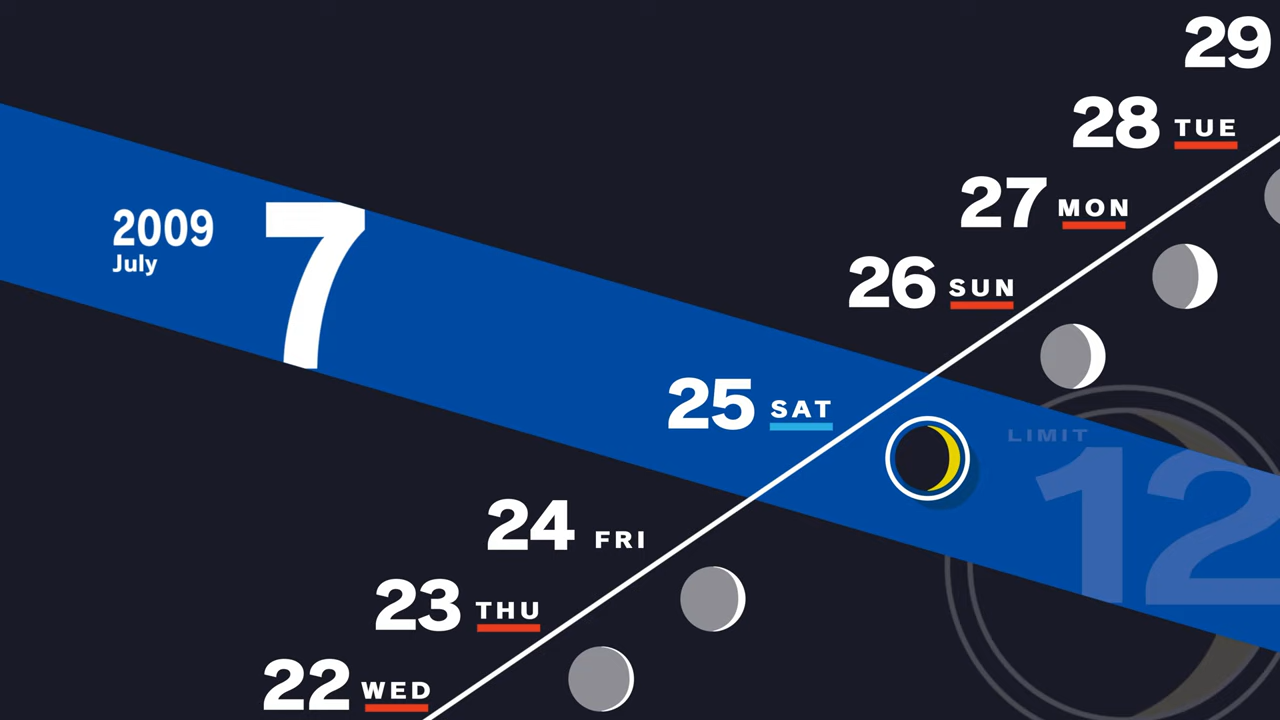 29
28 TUE
27 MON
2009
July
7
26 SUN
25 SAT
LIMIT
12
24 FRI
23 THU
22 WED